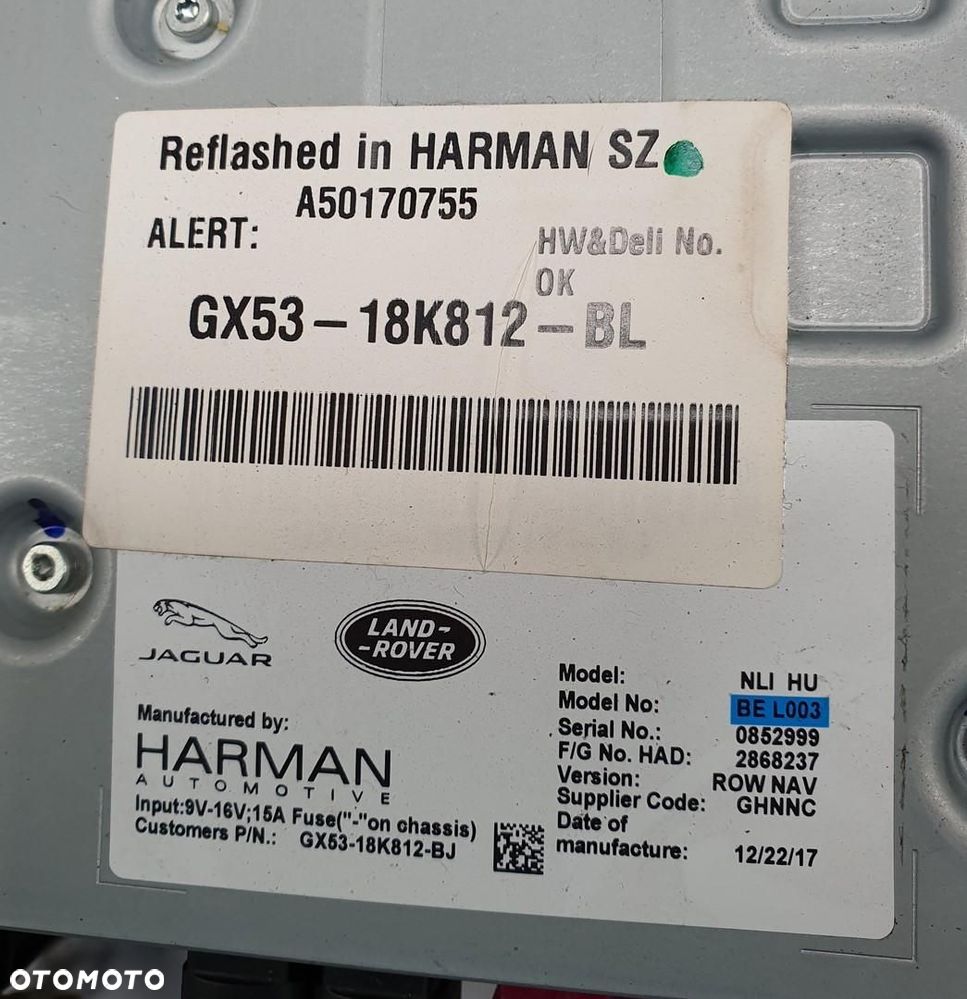 Reflashed in HARMAN SZ
A50170755
ALERT:
HW&Deli No.
OK
GX53-18K812-BL
JAGUAR
LAND-
-ROVER
Manufactured by:
HARMAN
AUTOMOTIVE
Input:9V-16V;15A Fuse("-"on chassis)
Customers P/N.: GX53-18K812-BJ
Model: NLI HU
Model No: BE L003
Serial No.: 0852999
F/G No. HAD: 2868237
Version: ROW NAV
Supplier Code: GHNNC
Date of
manufacture: 12/22/17
OTOMOTO